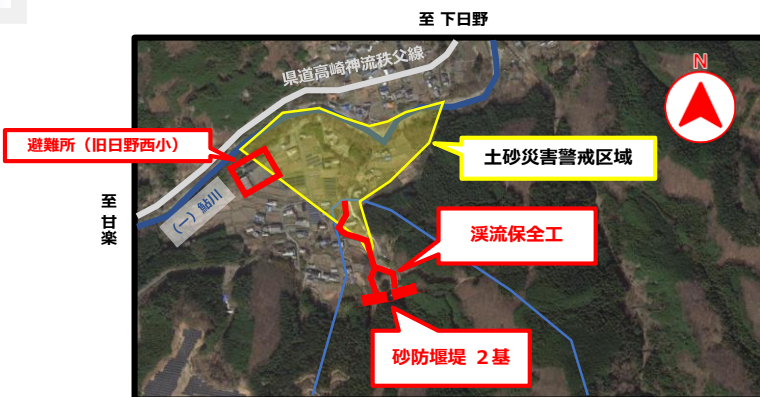 至 下日野
県道高崎神流秩父線
N
避難所（旧日野西小）
土砂災害警戒区域
(一) 鮎川
至 甘楽
渓流保全工
砂防堰堤 ２基